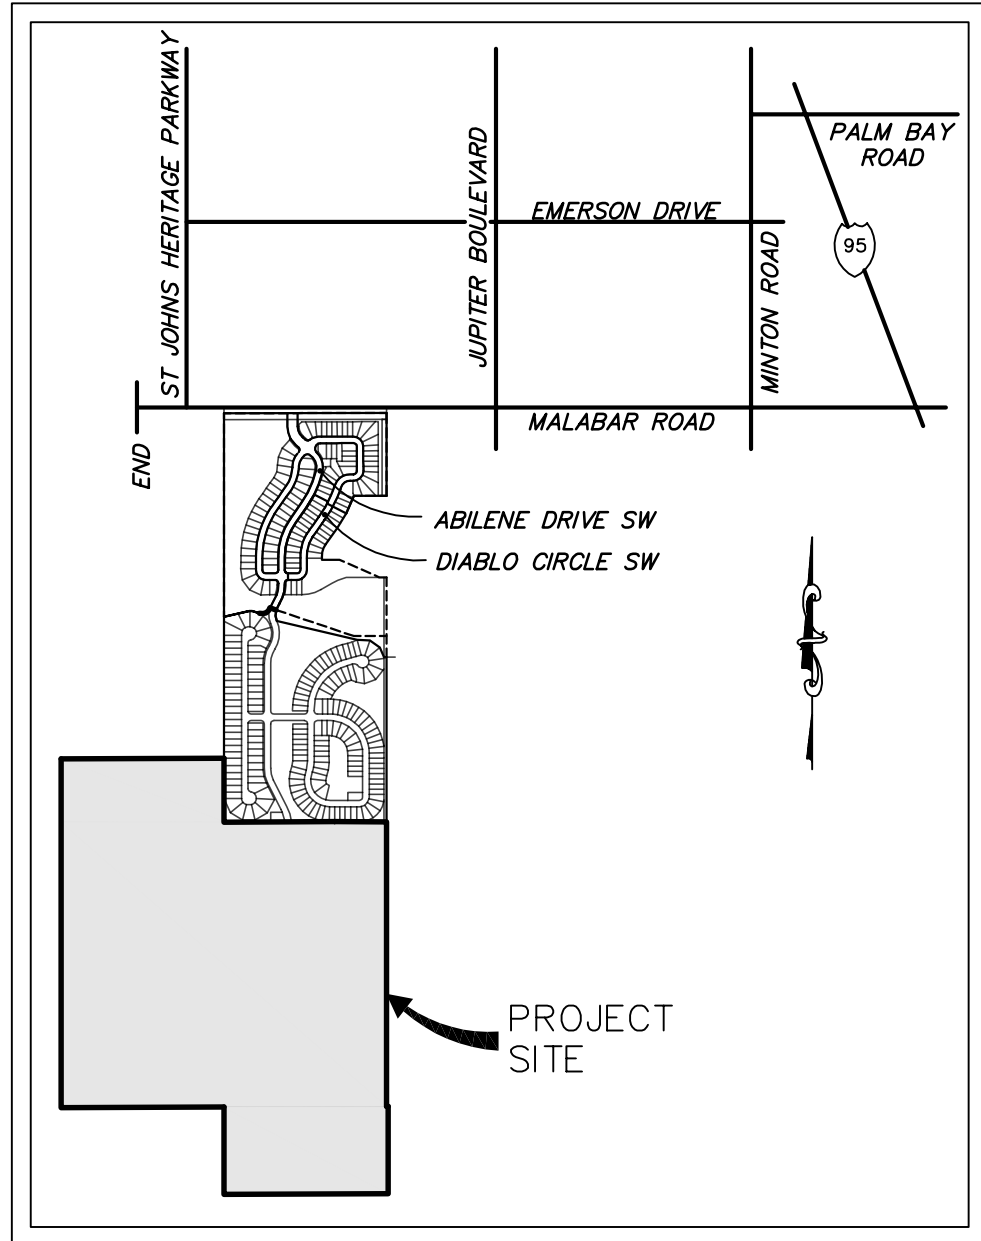 ST JOHNS HERITAGE PARKWAY
JUPITER BOULEVARD
PALM BAY
ROAD
EMERSON DRIVE
95
MINTON ROAD
MALABAR ROAD
END
ABILENE DRIVE SW
DIABLO CIRCLE SW
PROJECT
SITE